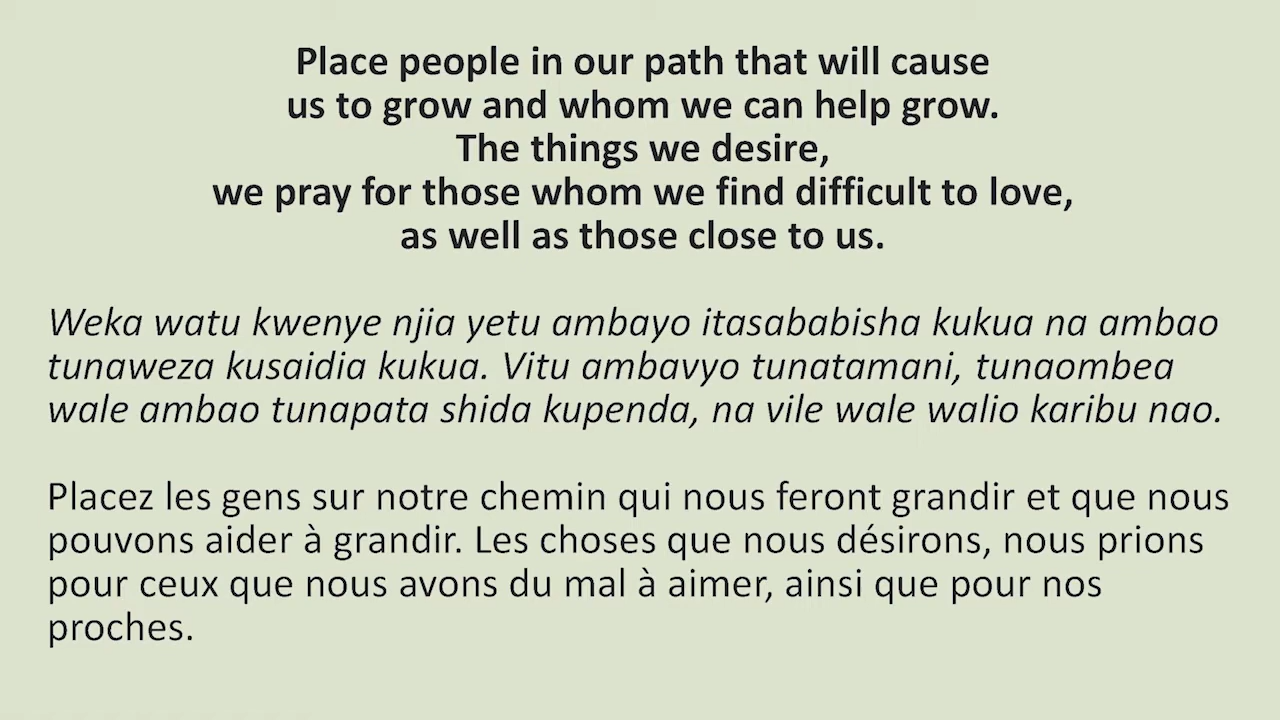 Place people in our path that will cause
us to grow and whom we can help grow.
The things we desire,
we pray for those whom we find difficult to love,
as well as those close to us.
Weka watu kwenye njia yetu ambayo itasababisha kukua na ambao
tunaweza kusaidia kukua. Vitu ambavyo tunatamani, tunaombea
wale ambao tunapata shida kupenda, na vile wale walio karibu nao.
Placez les gens sur notre chemin qui nous feront grandir et que nous
pouvons aider à grandir. Les choses que nous désirons, nous prions
pour ceux que nous avons du mal à aimer, ainsi que pour nos
proches.